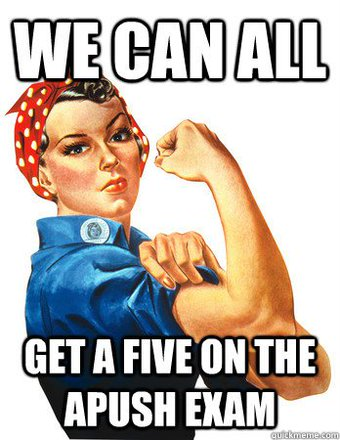 WE CAN ALL
GET A FIVE ON THE
APUSH EXAM
quickmeme.com